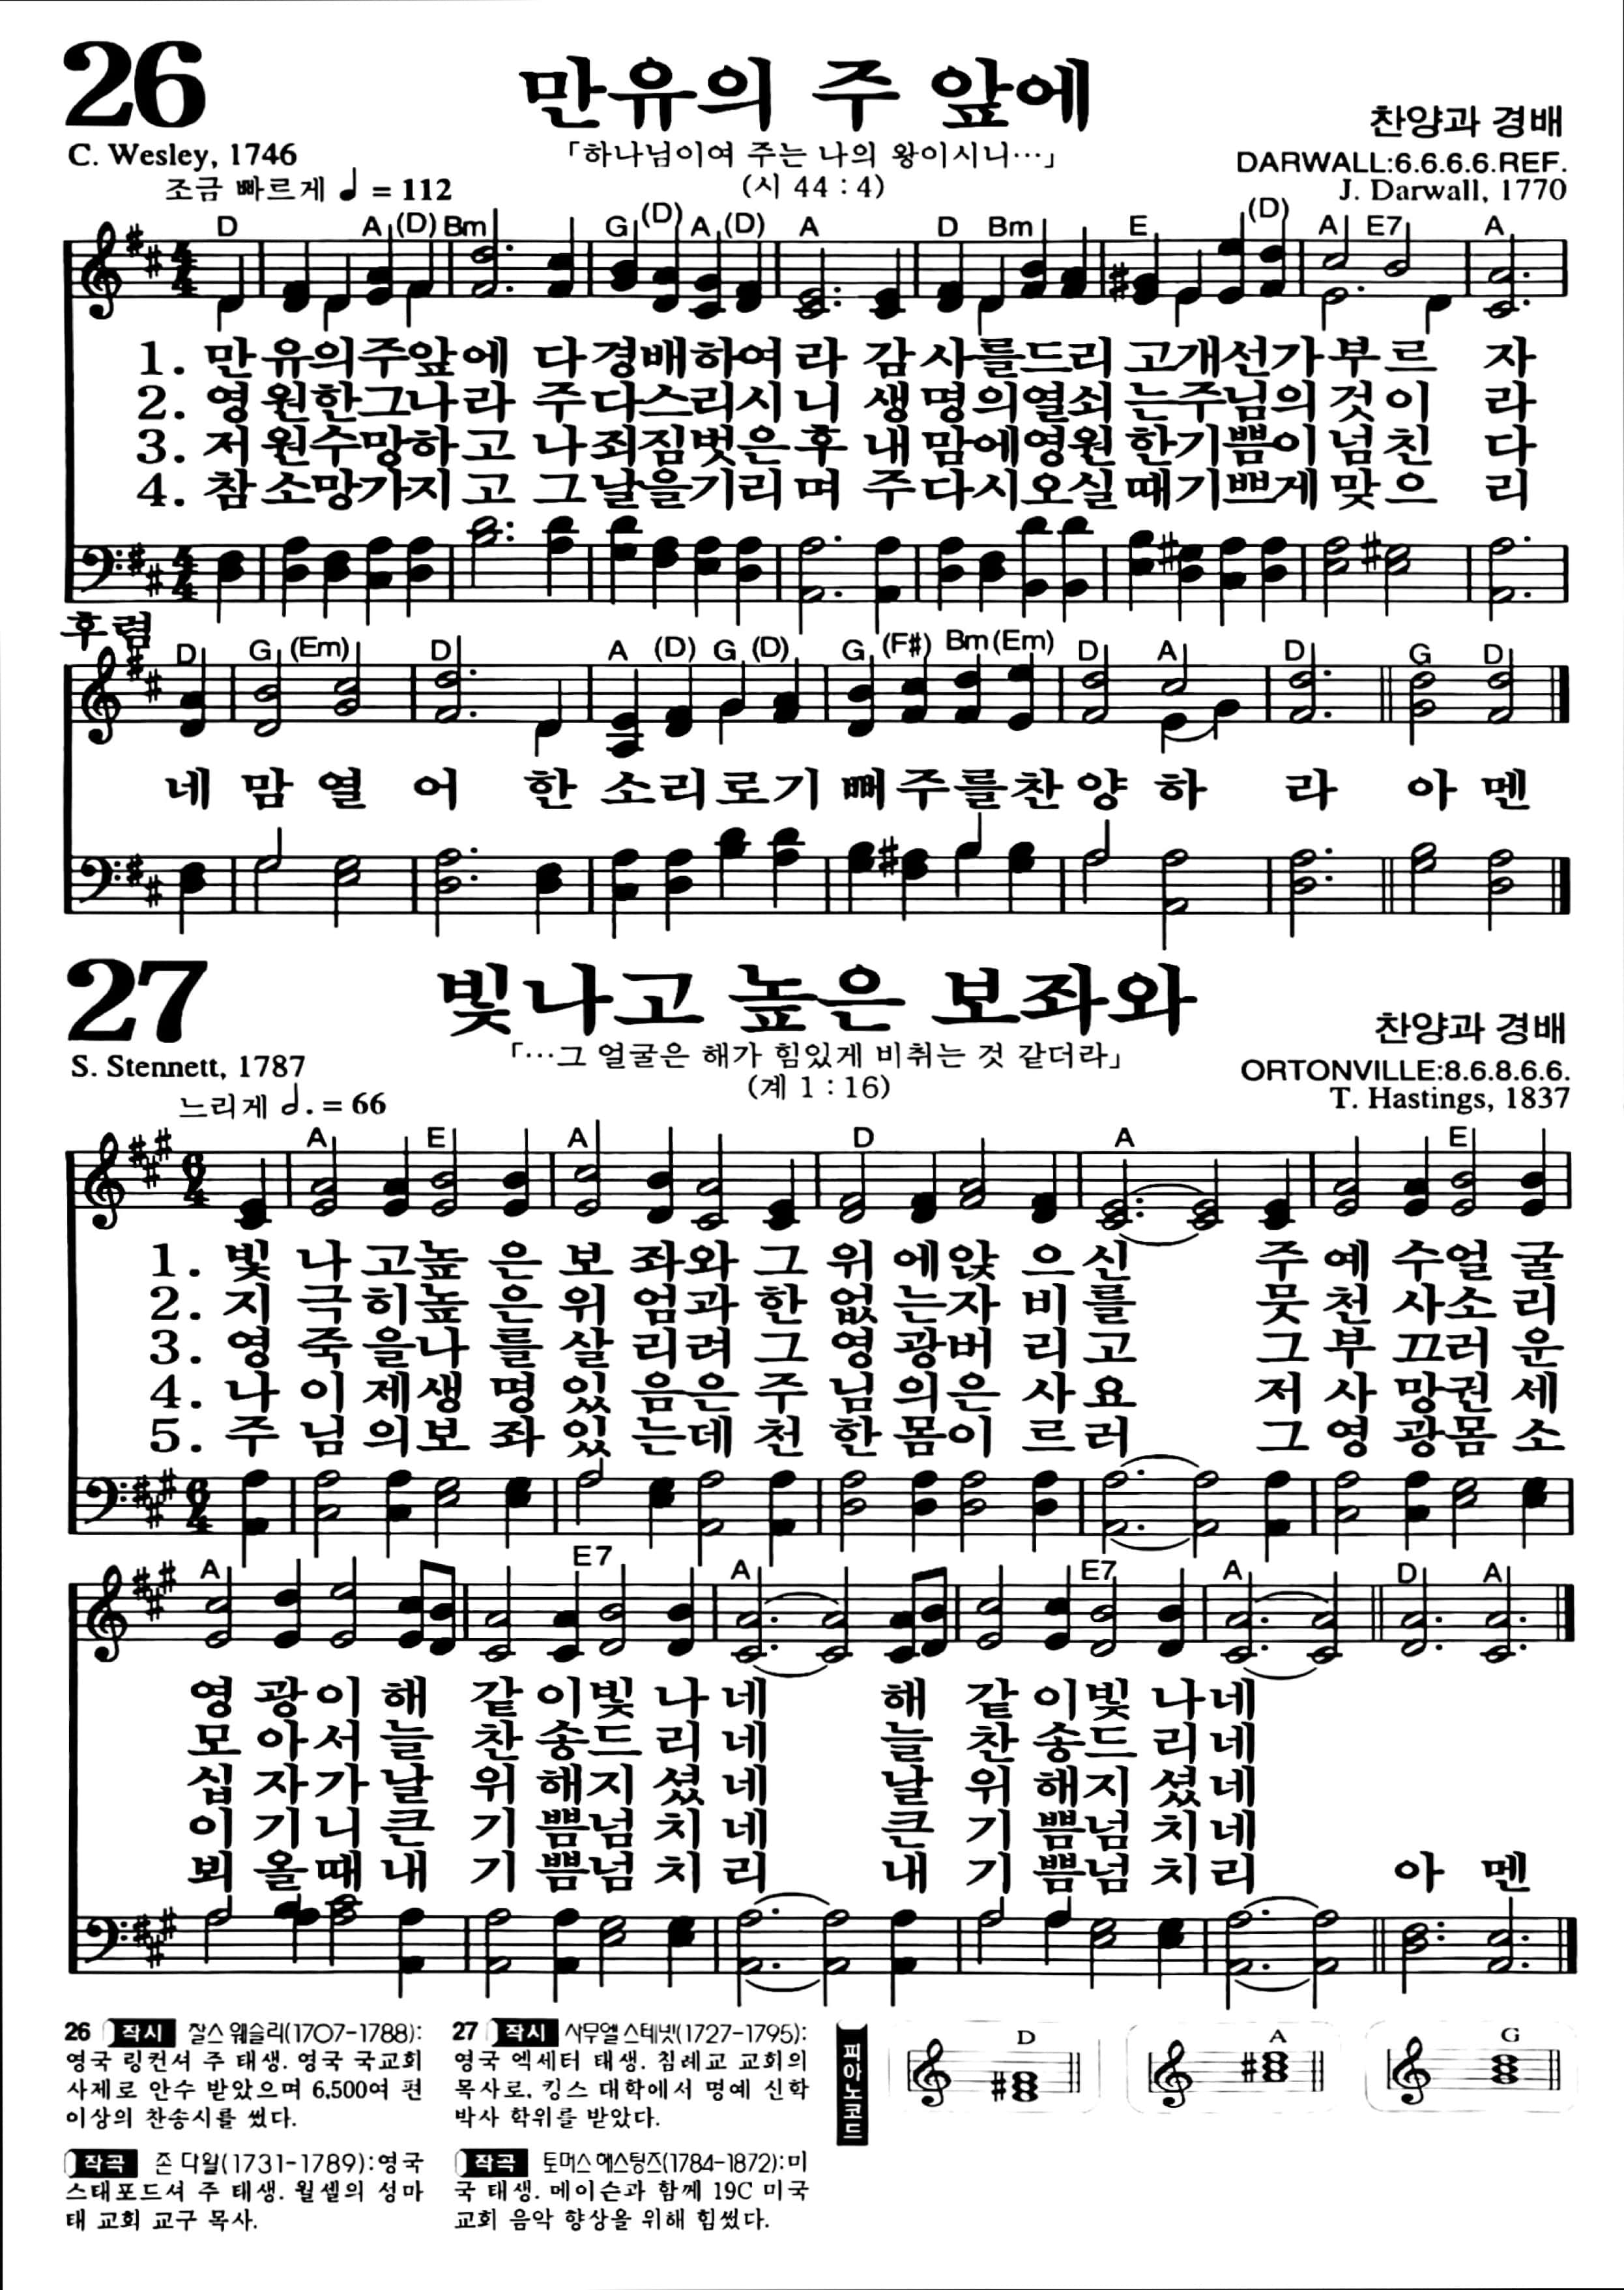 26
만유의 주 앞에
찬양과 경배
C. Wesley, 1746
「하나님이여 주는 나의 왕이시니…」
DARWALL:6.6.6.6.REF.
조금 빠르게 ♩ = 112
(시 44 : 4)
J. Darwall, 1770
D A (D) Bm G (D) A (D) A D Bm E (D) A E7 A
1. 만 유의주앞에 다경배하여라 감사를드리고개선가부르 자
2. 영 원한그나라 주다스리시니 생명의열쇠는주님의것이 라
3. 저 원수망하고 나죄짐벗은후 내맘에영원한기쁨이넘친 다
4. 참 소망가지고 그날을기리며 주다시오실때기쁘게맞으 리
후렴
D G (Em) D A (D) G (D) G (F#) Bm (Em) D A D G D
네 맘 열 어 한 소리로기 뻐주를찬 양 하 라 아 멘
27
빛나고 높은 보좌와
찬양과 경배
S. Stennett, 1787
「…그 얼굴은 해가 힘있게 비취는 것 같더라」
ORTONVILLE:8.6.8.6.6.
느리게 𝅗𝅥. = 66
(계 1 : 16)
T. Hastings, 1837
A E A D A E
1. 빛 나 고높 은 보 좌와 그 위 에앉 으신 주 예 수얼 굴
2. 지 극 히높 은 위 엄과 한 없 는자 비를 뭇 천 사소 리
3. 영 죽 을나 를 살 리려 그 영 광버 리고 그 부 끄러 운
4. 나 이 제생 명 있 음은 주 님 의은 사요 저 사 망권 세
5. 주 님 의보 좌 있 는데 천 한 몸이 르러 그 영 광몸 소
A E7 A E7 A D A
영 광이 해 같 이빛 나네 해 같 이빛 나네
모 아서 늘 찬 송드 리네 늘 찬 송드 리네
십 자가 날 위 해지 셨네 날 위 해지 셨네
이 기니 큰 기 쁨넘 치네 큰 기 쁨넘 치네
뵈 올때 내 기 쁨넘 치리 내 기 쁨넘 치리 아 멘
26 작시 찰스 웨슬리(1707-1788):
영국 링컨셔 주 태생. 영국 국교회
사제로 안수 받았으며 6,500여 편
이상의 찬송시를 썼다.
작곡 존 다월(1731-1789):영국
스태포드셔 주 태생. 월셀의 성마
태 교회 교구 목사.
27 작시 사무엘 스테넷(1727-1795):
영국 엑세터 태생. 침례교 교회의
목사로, 킹스 대학에서 명예 신학
박사 학위를 받았다.
작곡 토머스 헤스팅즈(1784-1872):미
국 태생. 메이슨과 함께 19C 미국
교회 음악 향상을 위해 힘썼다.
피아노코드
D A G